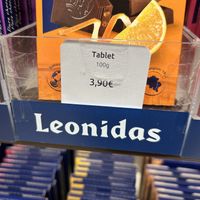 Tablet
100g
3,90€
Leonidas